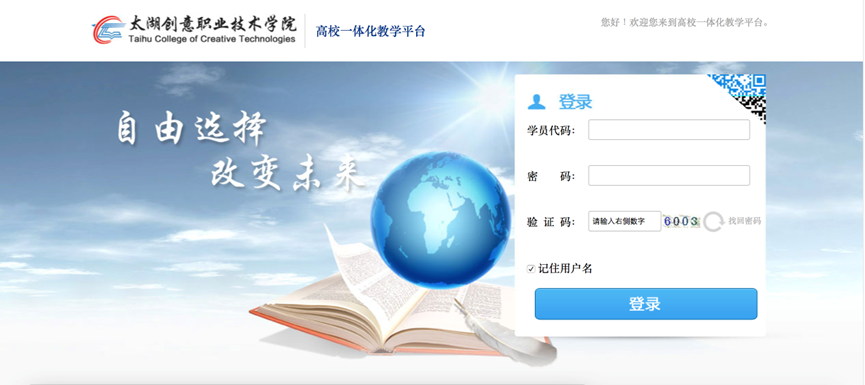 太湖创意职业技术学院
Taihu College of Creative Technologies
高校一体化教学平台
您好！欢迎您来到高校一体化教学平台。
自由选择
改变未来
登录
学员代码：
密 码：
验 证 码： 请输入右侧数字 6003 找回密码
记住用户名
登录